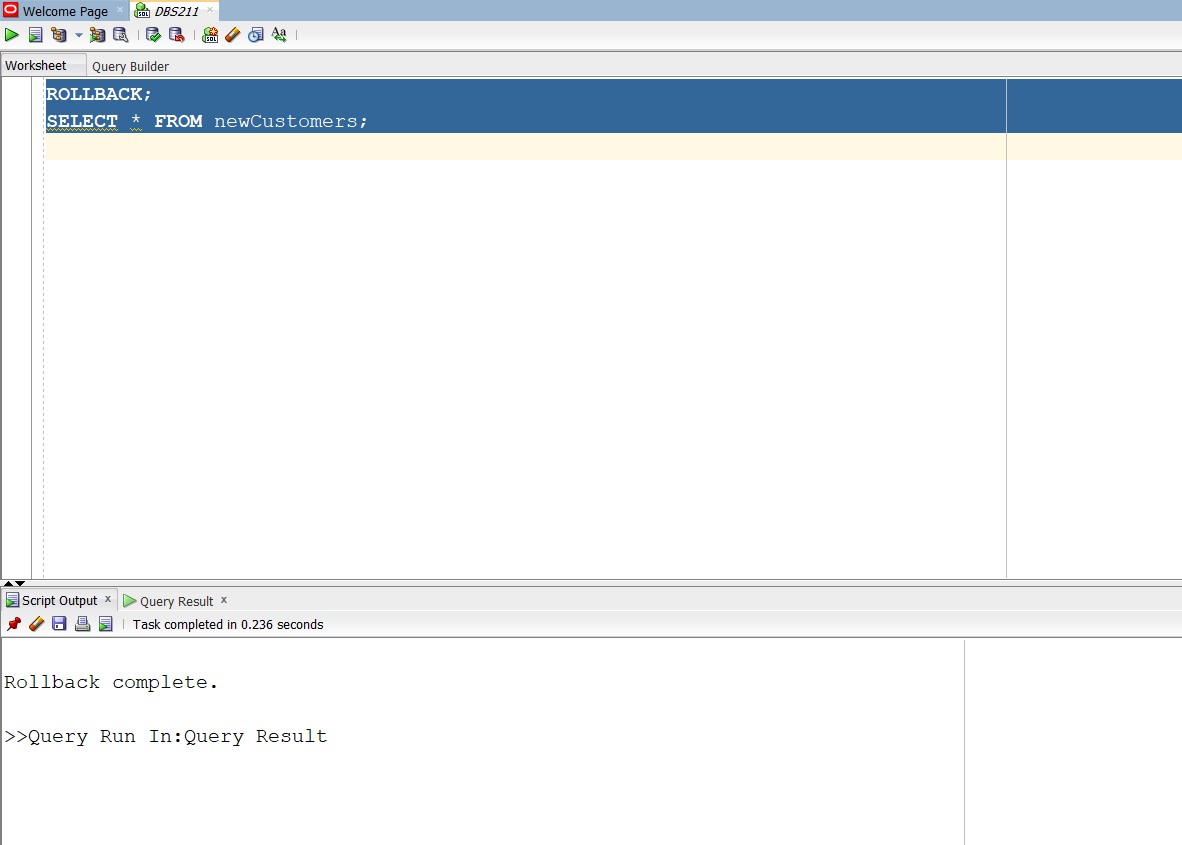 Welcome Page
DBS211
Worksheet
Query Builder
ROLLBACK;
SELECT * FROM newCustomers;
Script Output
Query Result
Task completed in 0.236 seconds
Rollback complete.
>>Query Run In:Query Result